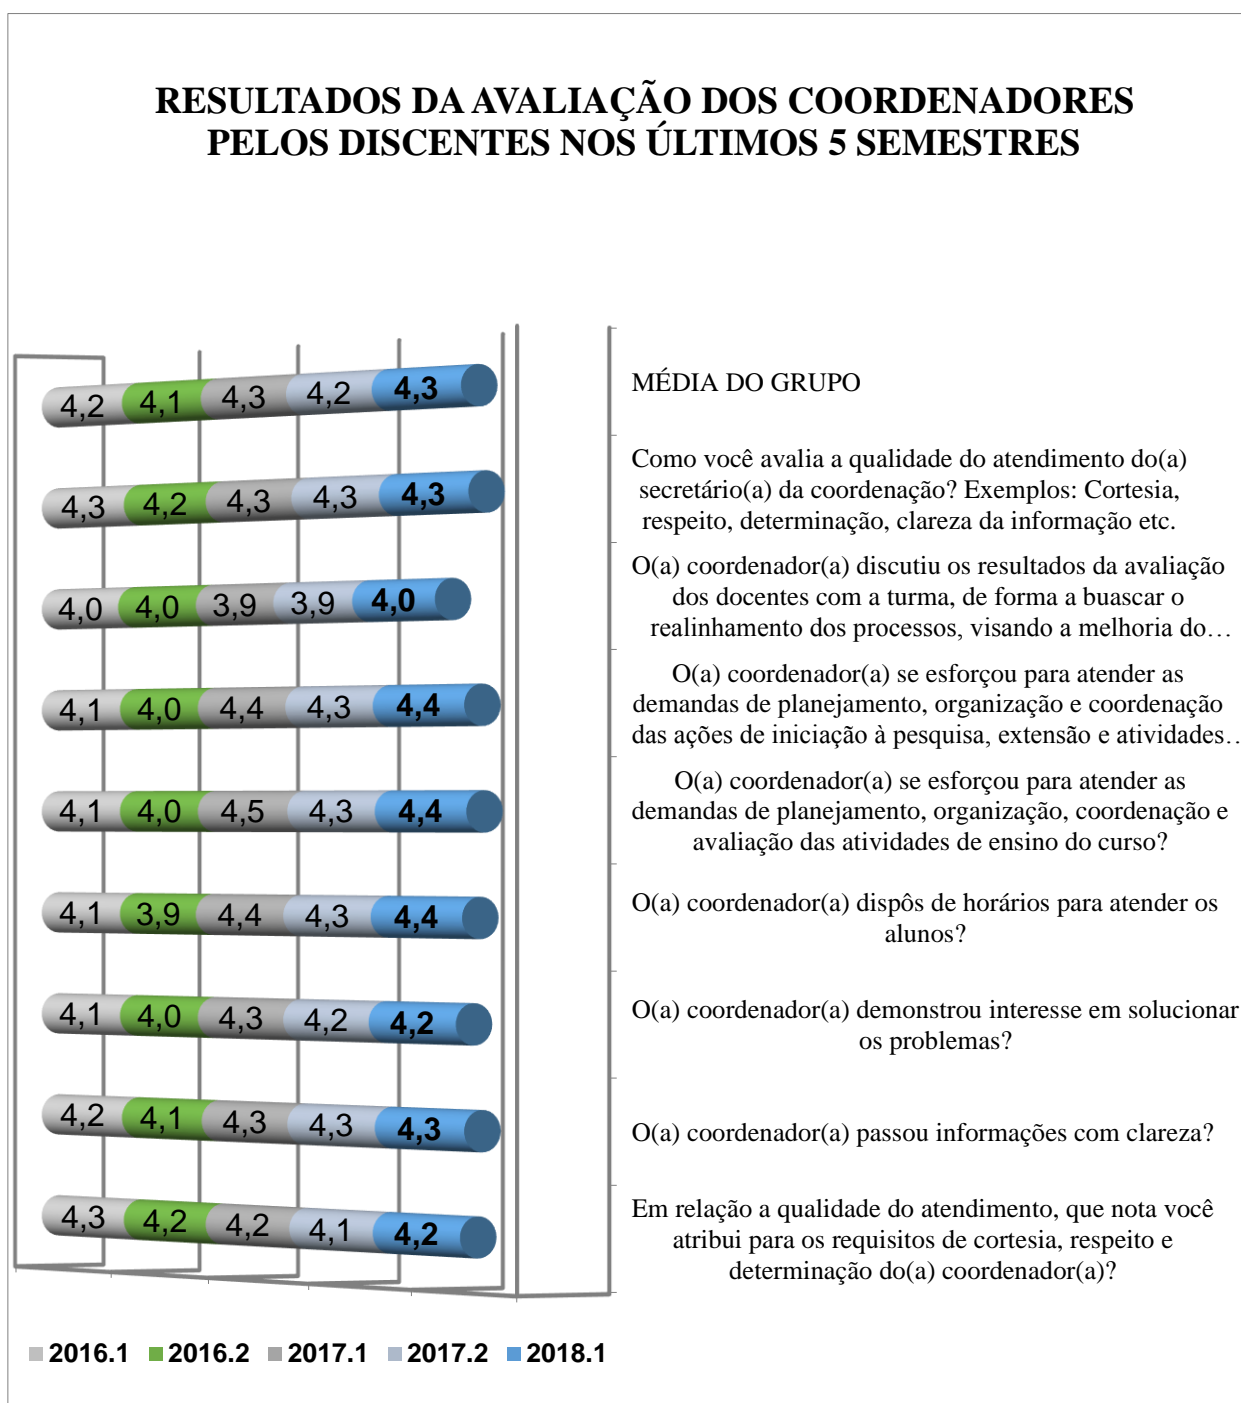 RESULTADOS DA AVALIAÇÃO DOS COORDENADORES
PELOS DISCENTES NOS ÚLTIMOS 5 SEMESTRES
4,2 4,1 4,3 4,2 4,3
MÉDIA DO GRUPO
4,3 4,2 4,3 4,3 4,3
Como você avalia a qualidade do atendimento do(a)
secretário(a) da coordenação? Exemplos: Cortesia,
respeito, determinação, clareza da informação etc.
4,0 4,0 3,9 3,9 4,0
O(a) coordenador(a) discutiu os resultados da avaliação
dos docentes com a turma, de forma a buascar o
realinhamento dos processos, visando a melhoria do…
4,1 4,0 4,4 4,3 4,4
O(a) coordenador(a) se esforçou para atender as
demandas de planejamento, organização e coordenação
das ações de iniciação à pesquisa, extensão e atividades…
4,1 4,0 4,5 4,3 4,4
O(a) coordenador(a) se esforçou para atender as
demandas de planejamento, organização, coordenação e
avaliação das atividades de ensino do curso?
4,1 3,9 4,4 4,3 4,4
O(a) coordenador(a) dispôs de horários para atender os
alunos?
4,1 4,0 4,3 4,2 4,2
O(a) coordenador(a) demonstrou interesse em solucionar
os problemas?
4,2 4,1 4,3 4,3 4,3
O(a) coordenador(a) passou informações com clareza?
4,3 4,2 4,2 4,1 4,2
Em relação a qualidade do atendimento, que nota você
atribui para os requisitos de cortesia, respeito e
determinação do(a) coordenador(a)?
2016.1 2016.2 2017.1 2017.2 2018.1